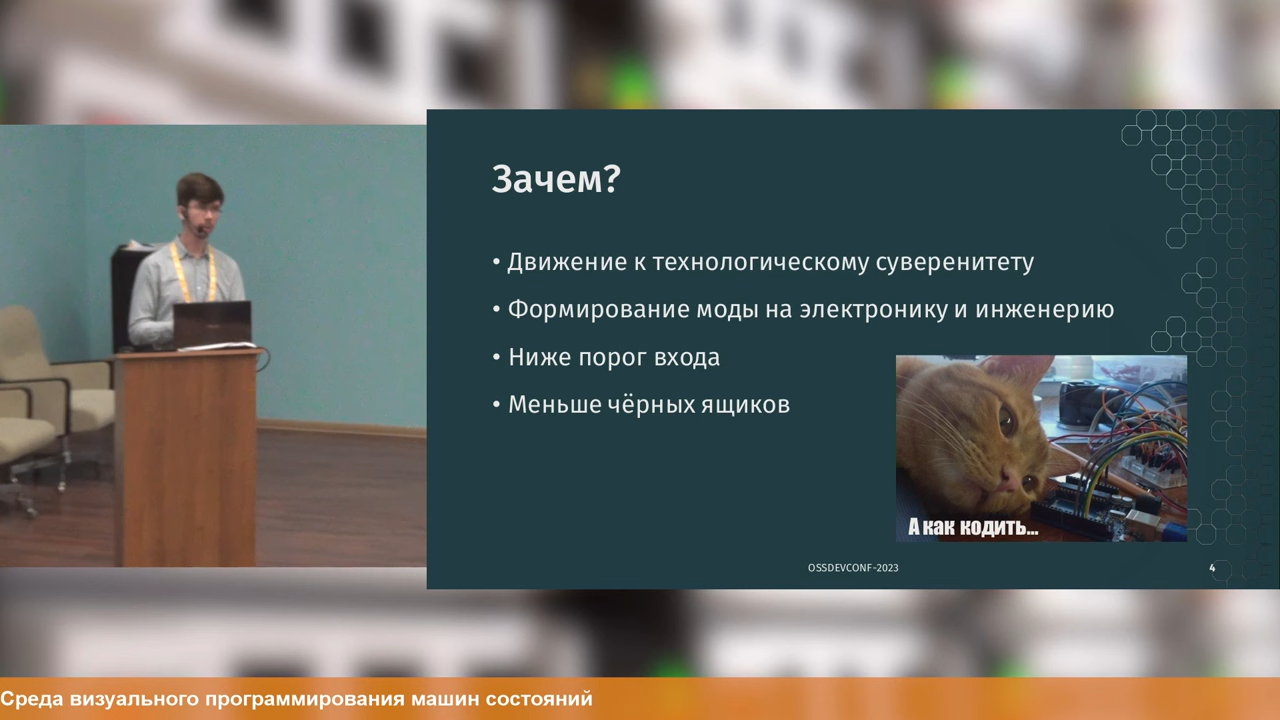 Зачем?
• Движение к технологическому суверенитету
• Формирование моды на электронику и инженерию
• Ниже порог входа
• Меньше чёрных ящиков
А как кодить...
OSSDEVCONF-2023
4
Среда визуального программирования машин состояний